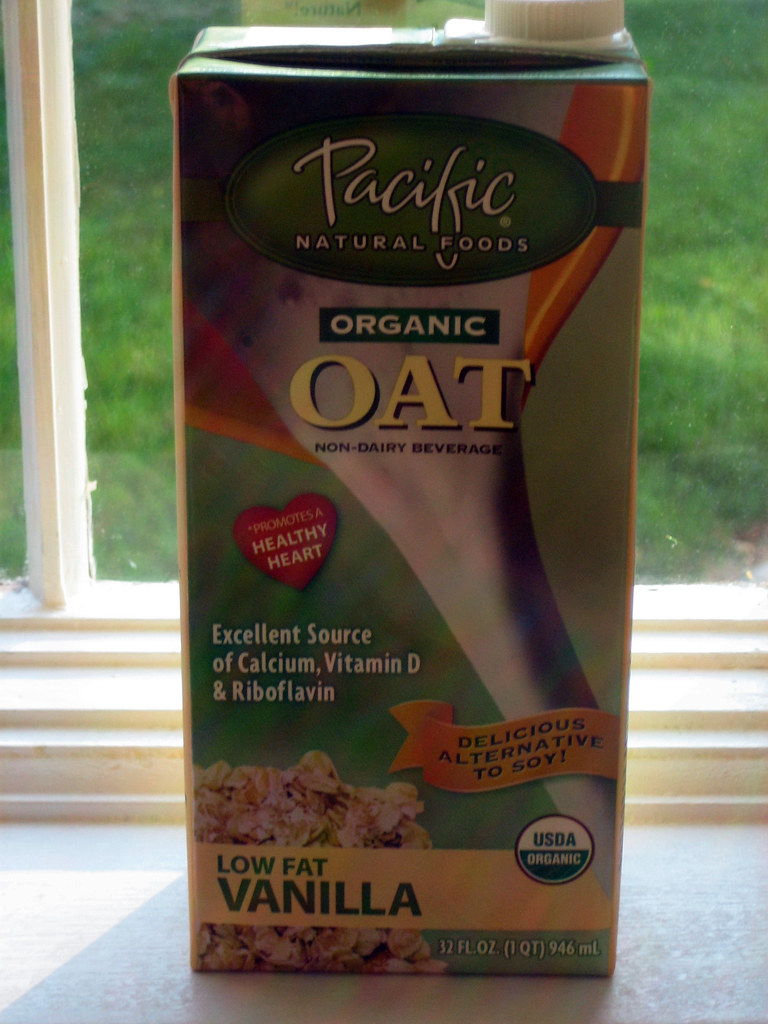 Nature!"
Pacific®
NATURAL FOODS
ORGANIC
OAT
NON-DAIRY BEVERAGE
*PROMOTES A
HEALTHY
HEART
Excellent Source
of Calcium, Vitamin D
& Riboflavin
DELICIOUS
ALTERNATIVE
TO SOY!
USDA
ORGANIC
LOW FAT
VANILLA
32 FL.OZ. (1 QT) 946 mL